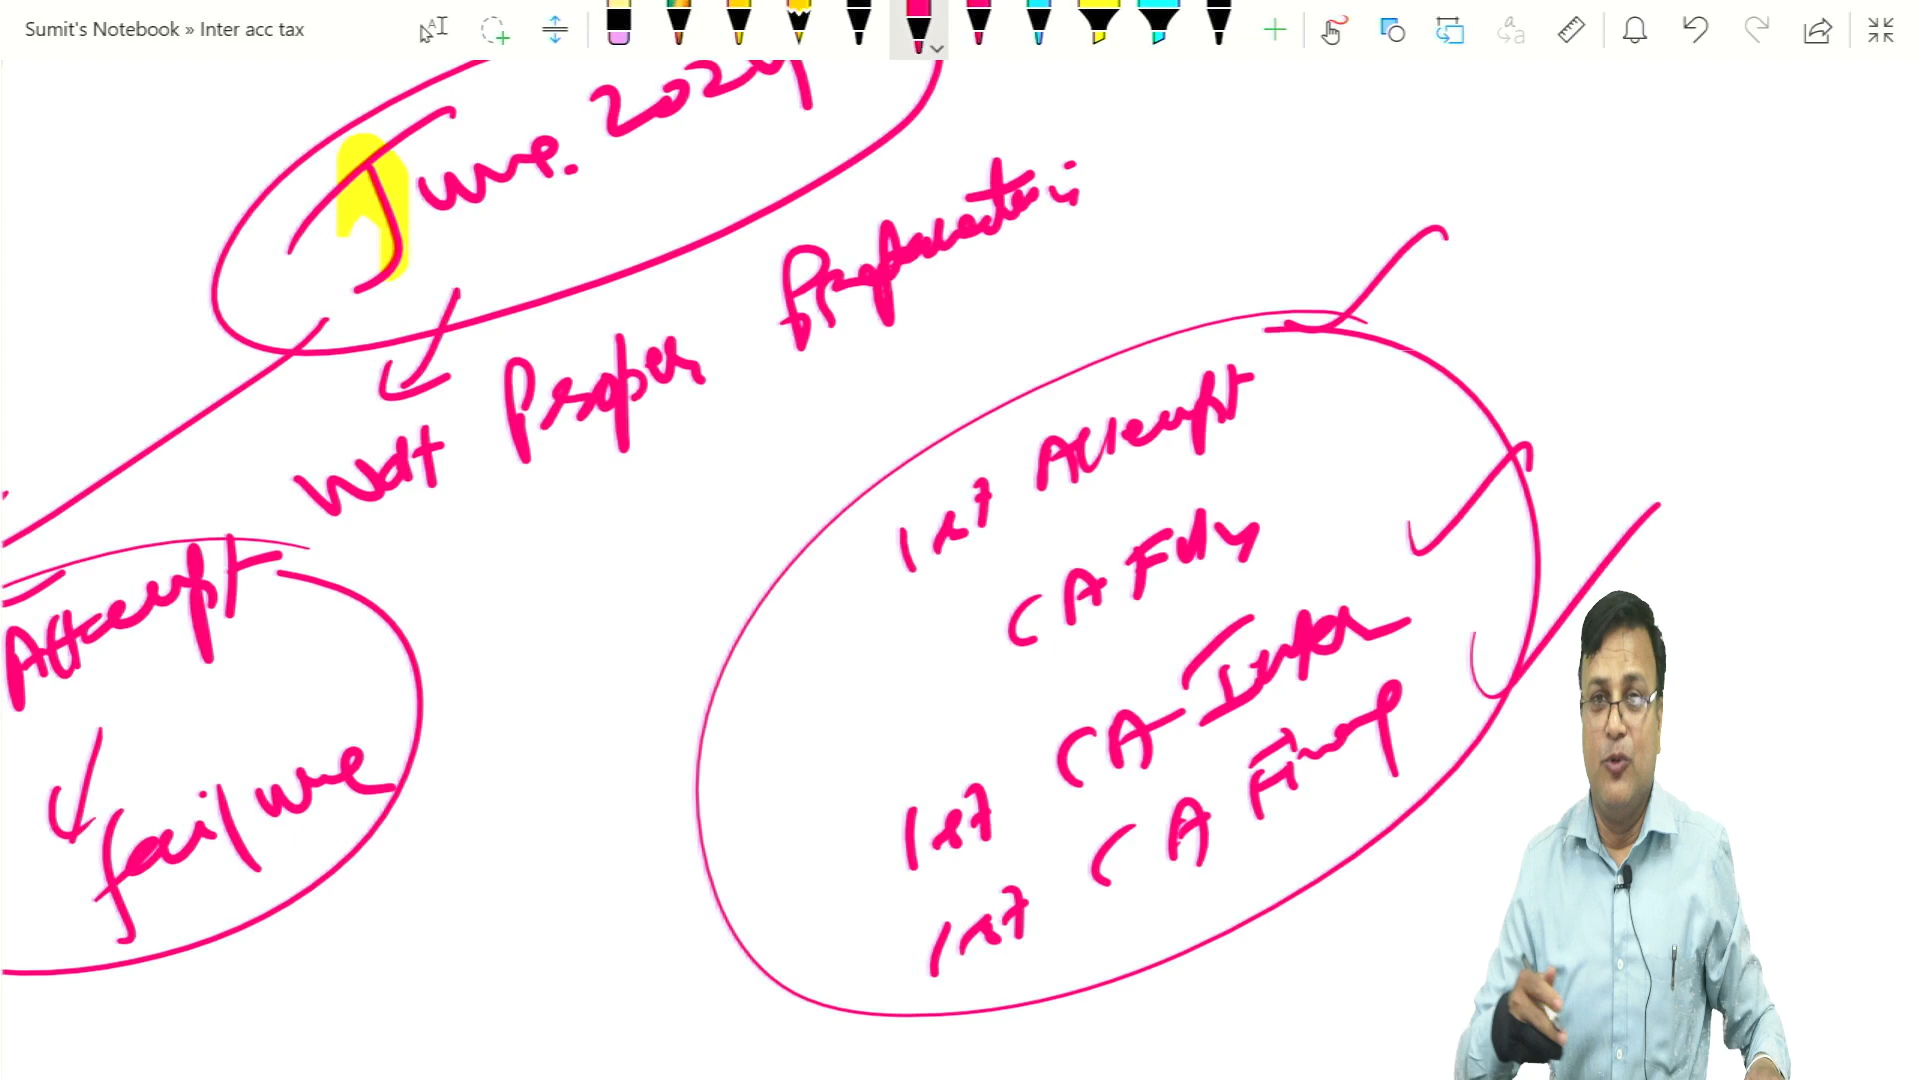 Sumit's Notebook » Inter acc tax
June. 2024
Wdt Proper Preparation
1st Attempt
CA Fdn
1st CA-Inter
1st CA Final
Attempt
failure